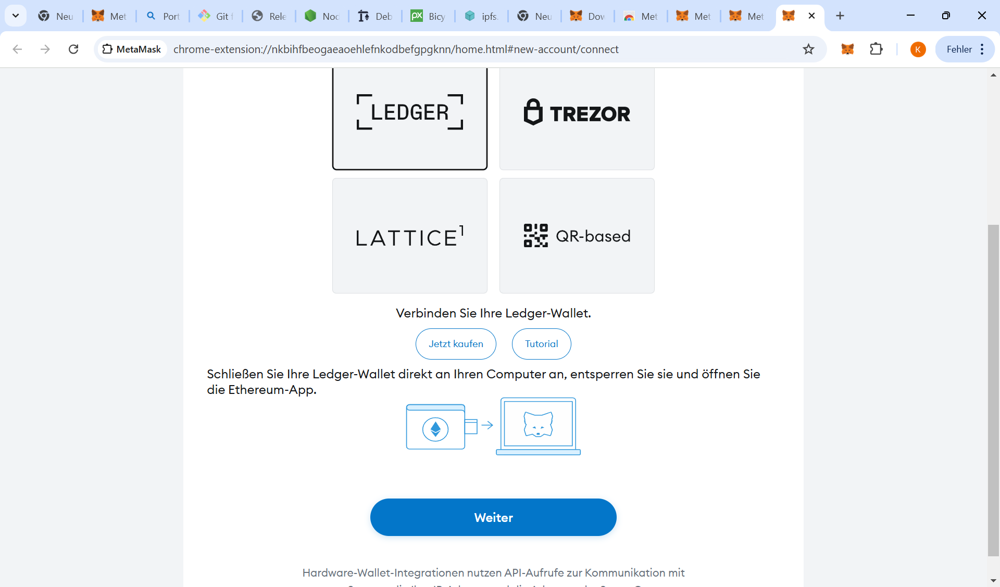 Neu
Met
Port
Git f
Rele
Nod
Deb
px
Bicy
ipfs.
Neu
Dow
Met
Met
Met
MetaMask
chrome-extension://nkbihfbeogaeaoehlefnkodbefgpgknn/home.html#new-account/connect
K
Fehler
LEDGER
TREZOR
LATTICE1
QR-based
Verbinden Sie Ihre Ledger-Wallet.
Jetzt kaufen
Tutorial
Schließen Sie Ihre Ledger-Wallet direkt an Ihren Computer an, entsperren Sie sie und öffnen Sie
die Ethereum-App.
Weiter
Hardware-Wallet-Integrationen nutzen API-Aufrufe zur Kommunikation mit